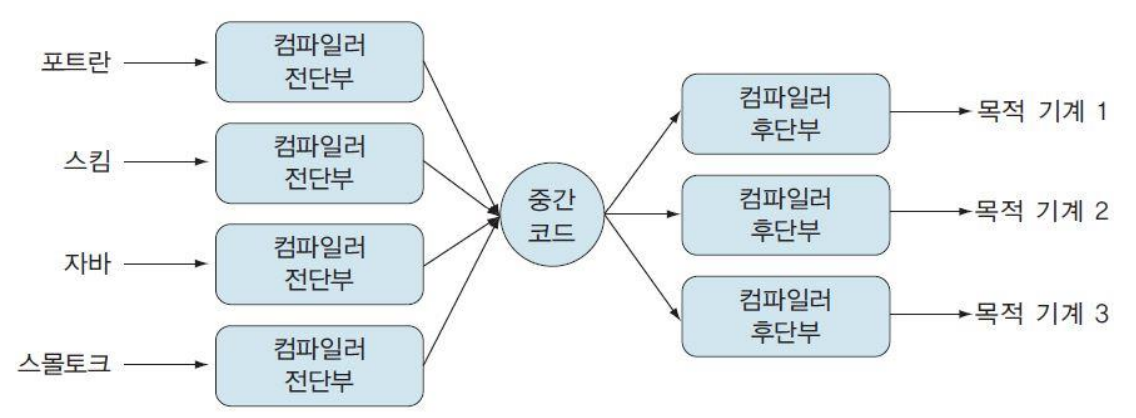 포트란
컴파일러
전단부
스킴
컴파일러
전단부
자바
컴파일러
전단부
스몰토크
컴파일러
전단부
중간
코드
컴파일러
후단부
목적 기계 1
컴파일러
후단부
목적 기계 2
컴파일러
후단부
목적 기계 3